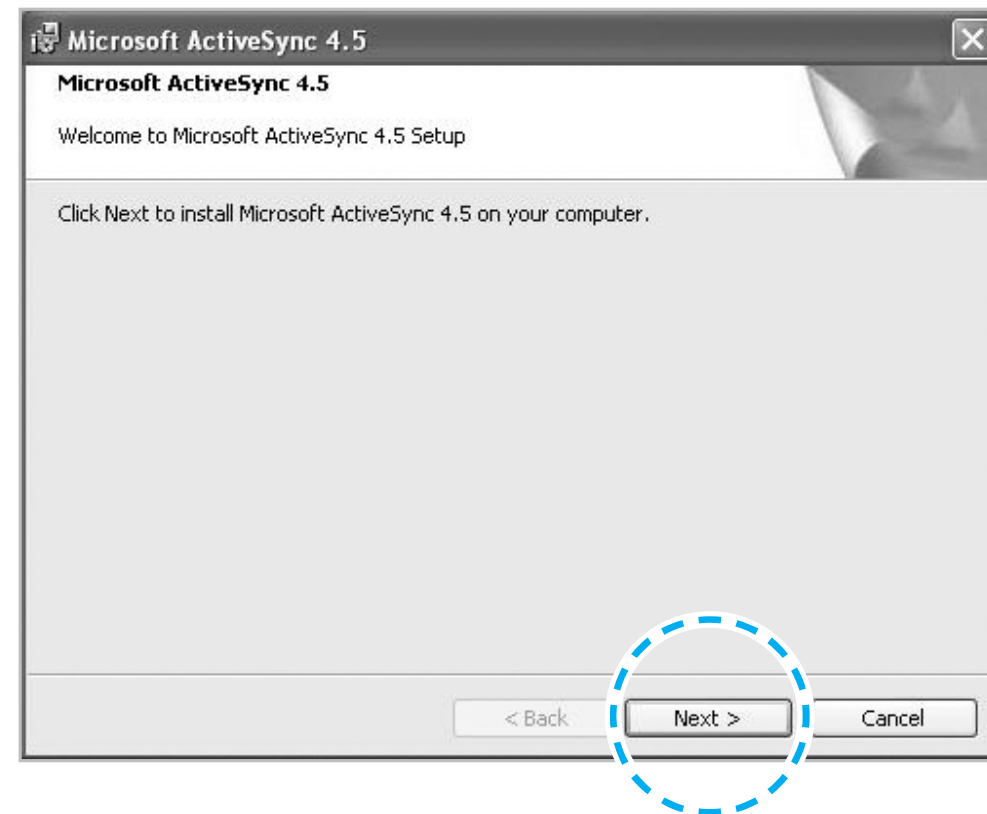 Microsoft ActiveSync 4.5
Microsoft ActiveSync 4.5
Welcome to Microsoft ActiveSync 4.5 Setup
Click Next to install Microsoft ActiveSync 4.5 on your computer.
< Back Next > Cancel